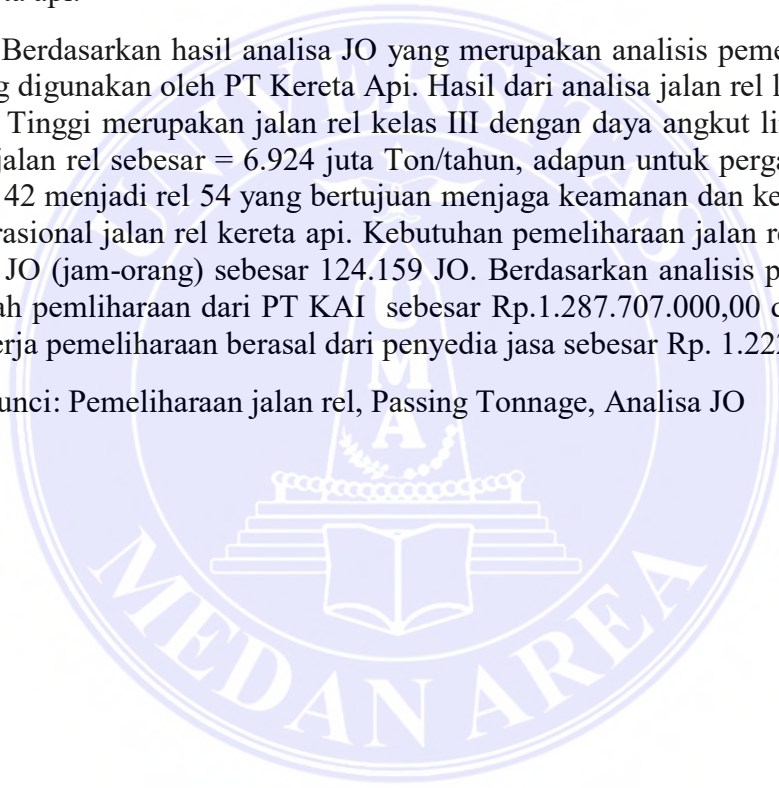 ta api.
Berdasarkan hasil analisa JO yang merupakan analisis peme
g digunakan oleh PT Kereta Api. Hasil dari analisa jalan rel l
Tinggi merupakan jalan rel kelas III dengan daya angkut li
jalan rel sebesar = 6.924 juta Ton/tahun, adapun untuk perga
42 menjadi rel 54 yang bertujuan menjaga keamanan dan ke
rasional jalan rel kereta api. Kebutuhan pemeliharaan jalan re
JO (jam-orang) sebesar 124.159 JO. Berdasarkan analisis p
ah pemliharaan dari PT KAI sebesar Rp.1.287.707.000,00 d
erja pemeliharaan berasal dari penyedia jasa sebesar Rp. 1.222
unci: Pemeliharaan jalan rel, Passing Tonnage, Analisa JO
UNIVERSITAS
U
M
A
MEDAN AREA